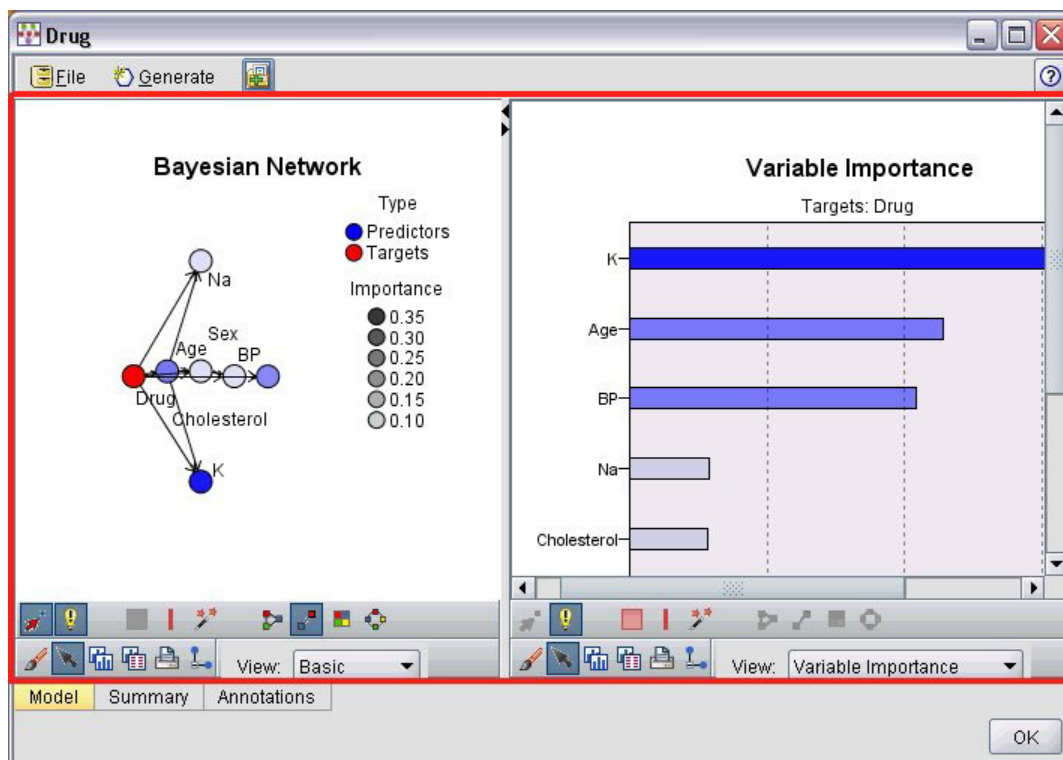 Drug
File Generate
Bayesian Network
Type
Predictors
Targets
Importance
0.35
0.30
0.25
0.20
0.15
0.10
Na
Sex
Age
BP
Drug
Cholesterol
K
View: Basic
Variable Importance
Targets: Drug
K
Age
BP
Na
Cholesterol
View: Variable Importance
Model Summary Annotations
OK